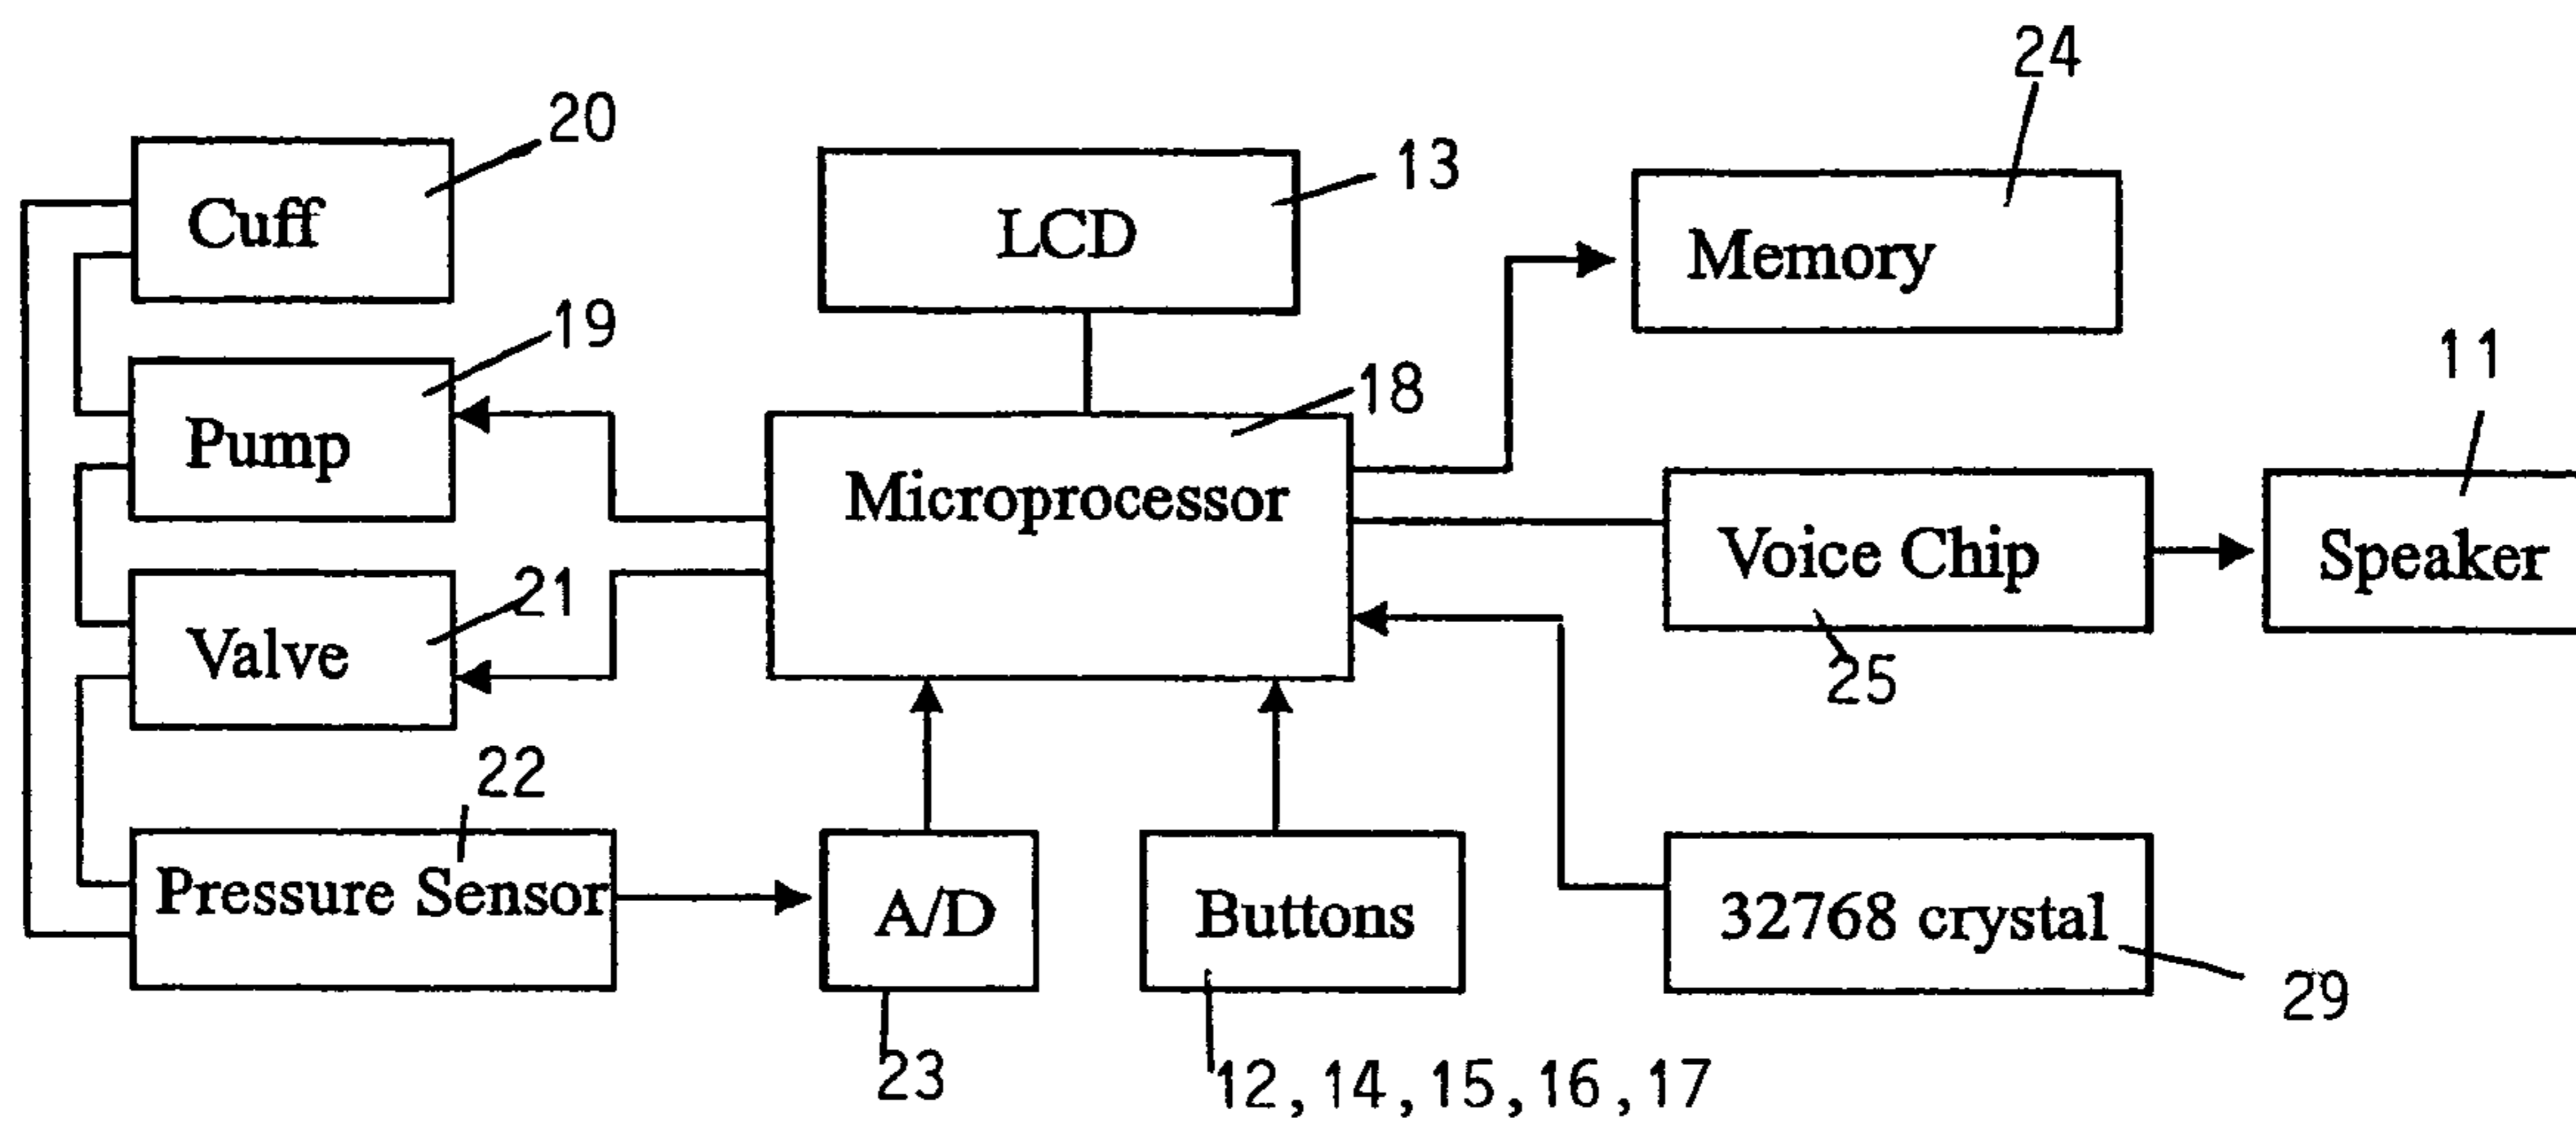 24
20
13
Cuff
LCD
Memory
19
11
18
Pump
Microprocessor
Voice Chip
Speaker
21
Valve
25
22
Pressure Sensor
A/D
Buttons
32768 crystal
29
23
12, 14, 15, 16, 17